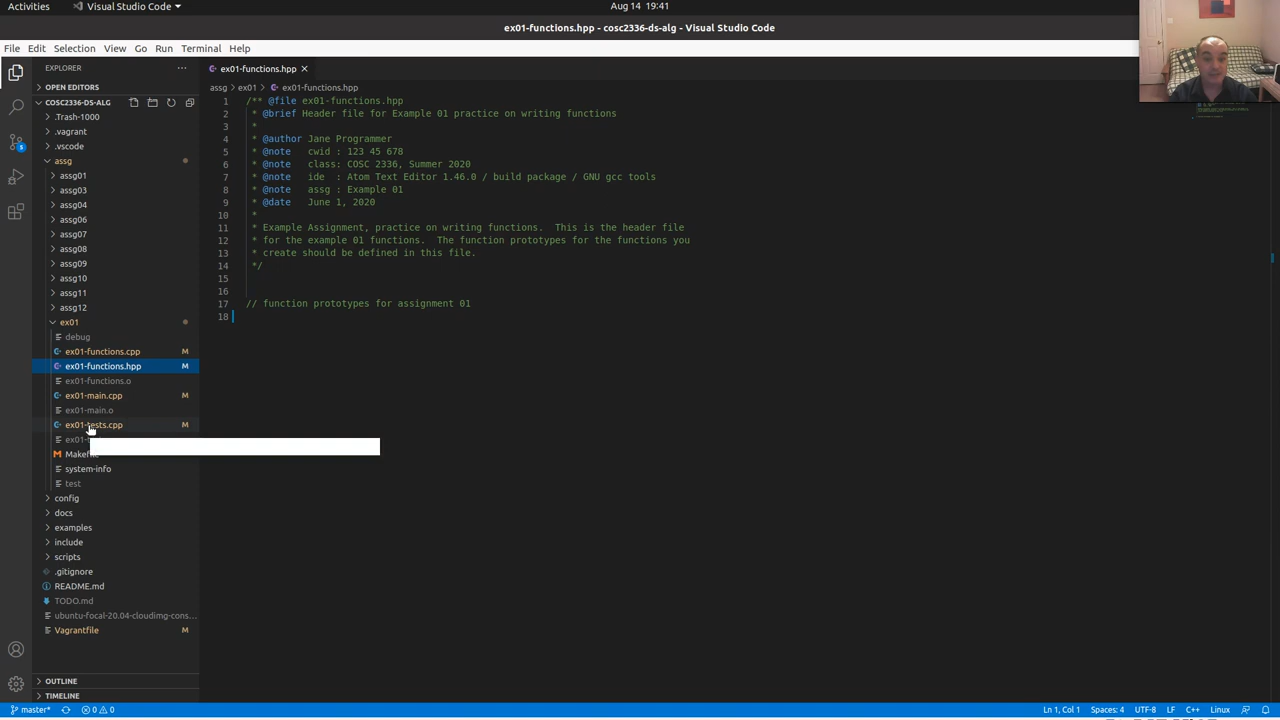 Activities
Visual Studio Code
Aug 14 19:41
ex01-functions.hpp - cosc2336-ds-alg - Visual Studio Code
File Edit Selection View Go Run Terminal Help
EXPLORER
OPEN EDITORS
COSC2336-DS-ALG
.Trash-1000
.vagrant
.vscode
assg
assg01
assg03
assg04
assg06
assg07
assg08
assg09
assg10
assg11
assg12
ex01
debug
ex01-functions.cpp M
ex01-functions.hpp M
ex01-functions.o
ex01-main.cpp M
ex01-main.o
ex01-tests.cpp M
system-info
test
config
docs
examples
include
scripts
.gitignore
README.md
TODO.md
ubuntu-focal-20.04-cloudimg-cons...
Vagrantfile M
OUTLINE
TIMELINE
ex01-functions.hpp
assg > ex01 > ex01-functions.hpp
1 /** @file ex01-functions.hpp
2 * @brief Header file for Example 01 practice on writing functions
3 *
4 * @author Jane Programmer
5 * @note cwid : 123 45 678
6 * @note class: COSC 2336, Summer 2020
7 * @note ide : Atom Text Editor 1.46.0 / build package / GNU gcc tools
8 * @note assg : Example 01
9 * @date June 1, 2020
10 *
11 * Example Assignment, practice on writing functions. This is the header file
12 * for the example 01 functions. The function prototypes for the functions you
13 * create should be defined in this file.
14 */
15
16
17 // function prototypes for assignment 01
18
master* 0 0 Ln 1, Col 1 Spaces: 4 UTF-8 LF C++ Linux